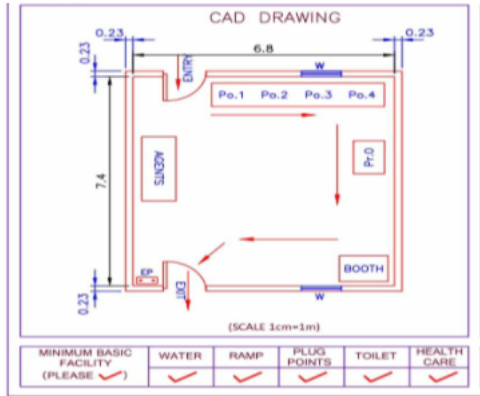 CAD DRAWING
0.23
6.8
0.23
0.23
ENTRY
W
Po.1 Po.2 Po.3 Po.4
7.4
AGENTS
Pr.O
EP
EXIT
BOOTH
0.23
W
(SCALE 1cm=1m)
MINIMUM BASIC
FACILITY
(PLEASE ✓)
WATER
RAMP
PLUG
POINTS
TOILET
HEALTH
CARE